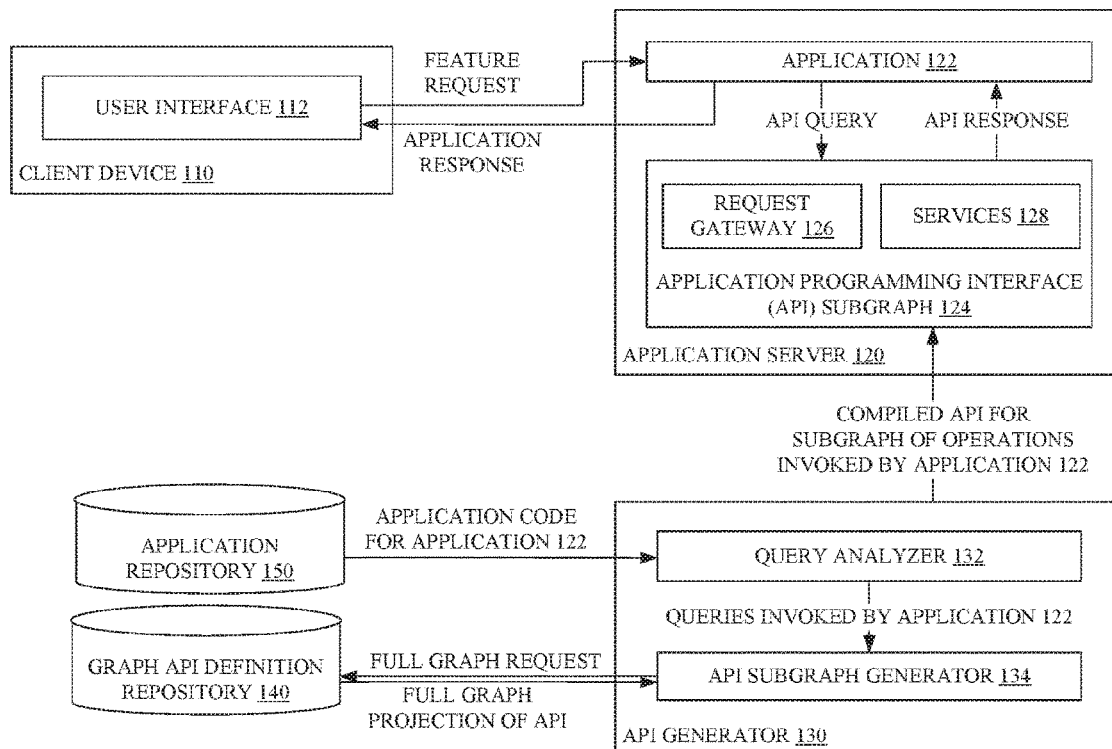 FEATURE
REQUEST
USER INTERFACE 112
APPLICATION
RESPONSE
CLIENT DEVICE 110
APPLICATION 122
API QUERY
API RESPONSE
REQUEST
GATEWAY 126
SERVICES 128
APPLICATION PROGRAMMING INTERFACE
(API) SUBGRAPH 124
APPLICATION SERVER 120
COMPILED API FOR
SUBGRAPH OF OPERATIONS
INVOKED BY APPLICATION 122
APPLICATION
REPOSITORY 150
APPLICATION CODE
FOR APPLICATION 122
QUERY ANALYZER 132
QUERIES INVOKED BY APPLICATION 122
GRAPH API DEFINITION
REPOSITORY 140
FULL GRAPH REQUEST
FULL GRAPH
PROJECTION OF API
API SUBGRAPH GENERATOR 134
API GENERATOR 130